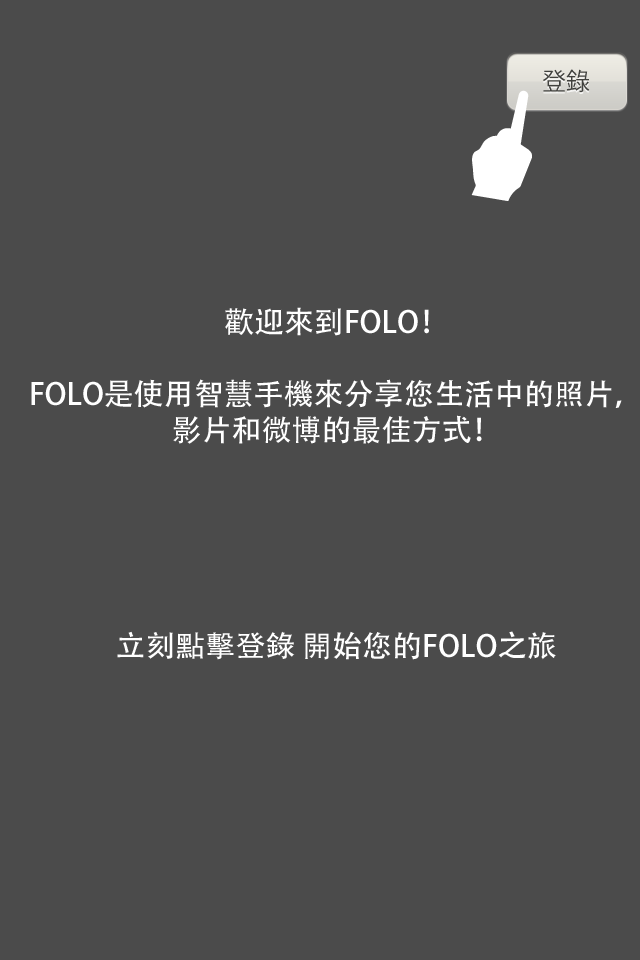 登錄
歡迎來到FOLO!
FOLO是使用智慧手機來分享您生活中的照片,
影片和微博的最佳方式!
立刻點擊登錄 開始您的FOLO之旅